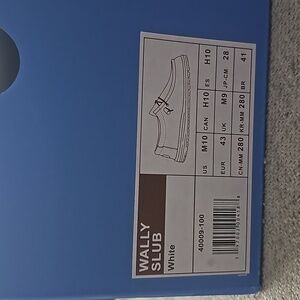 WALLY
SLUB
White
40009-100
US M10 CAN H10 ES H10
EUR 43 UK M9 JP-CM 28
CN-MM 280 KR-MM 280 BR 41